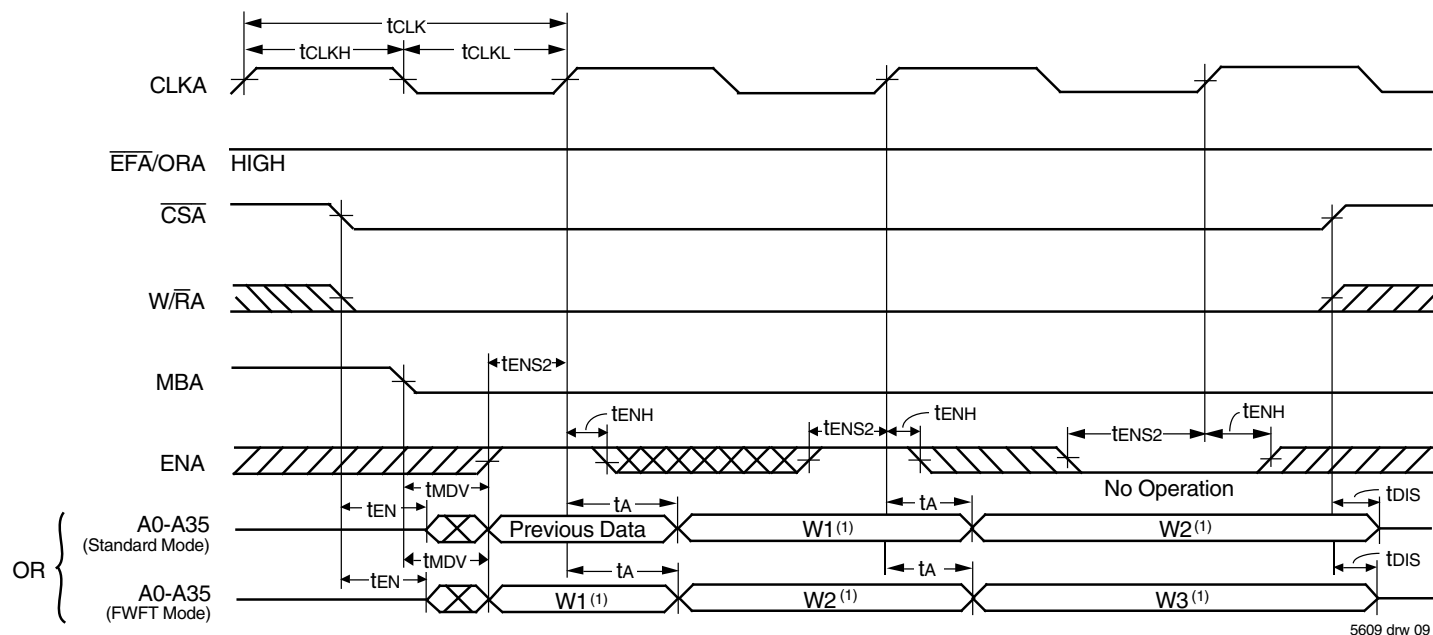 tCLK
tCLKH tCLKL
CLKA
EFA/ORA HIGH
CSA
W/RA
tENS2
MBA
tENH tENS2 tENH tENS2 tENH
ENA
No Operation
tMDV
tEN tA tA tDIS
A0-A35 Previous Data W1(1) W2(1)
(Standard Mode)
OR
tMDV
tEN tA tA tDIS
A0-A35 W1(1) W2(1) W3(1)
(FWFT Mode)
5609 drw 09